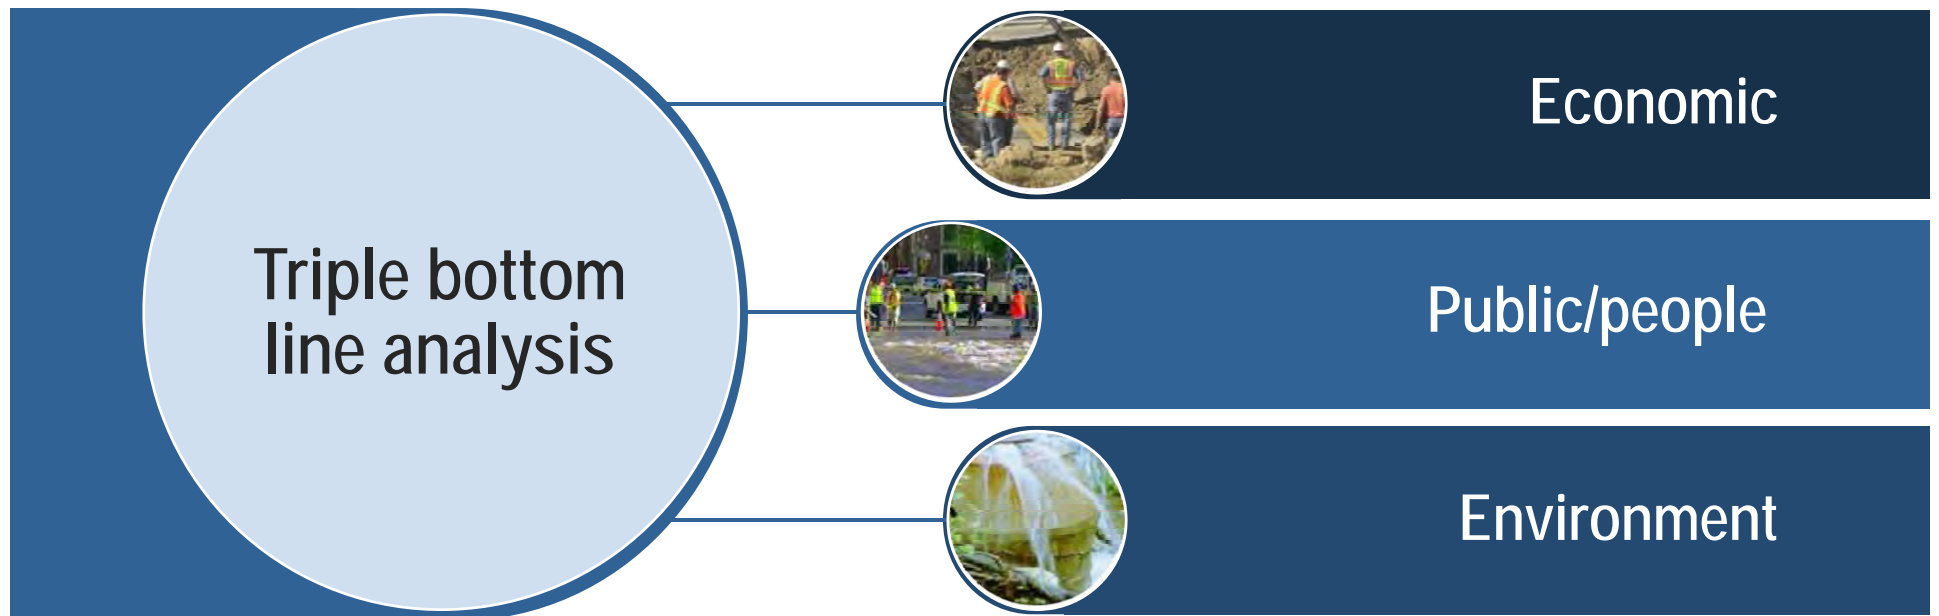 Triple bottom
line analysis
Economic
Public/people
Environment